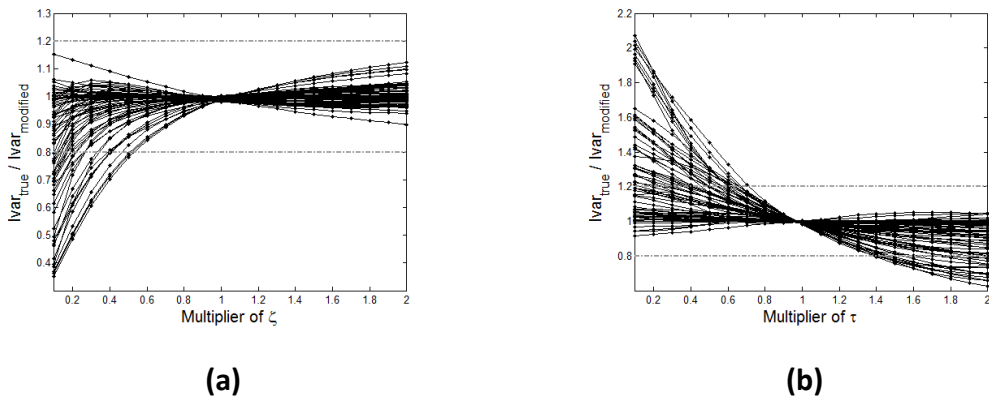 1.3
1.2
1.1
1
0.9
0.8
0.7
0.6
0.5
0.4
Ivar_true / Ivar_modified
0.2 0.4 0.6 0.8 1 1.2 1.4 1.6 1.8 2
Multiplier of ζ
(a)
2.2
2
1.8
1.6
1.4
1.2
1
0.8
Ivar_true / Ivar_modified
0.2 0.4 0.6 0.8 1 1.2 1.4 1.6 1.8 2
Multiplier of τ
(b)